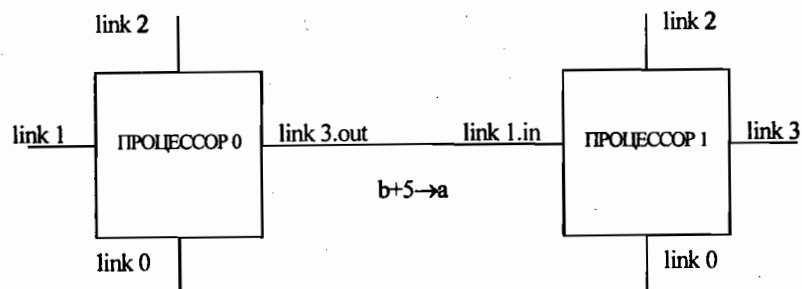 link 2
link 2
link 1
ПРОЦЕССОР 0
link 3.out
link 1.in
ПРОЦЕССОР 1
link 3
b+5→a
link 0
link 0